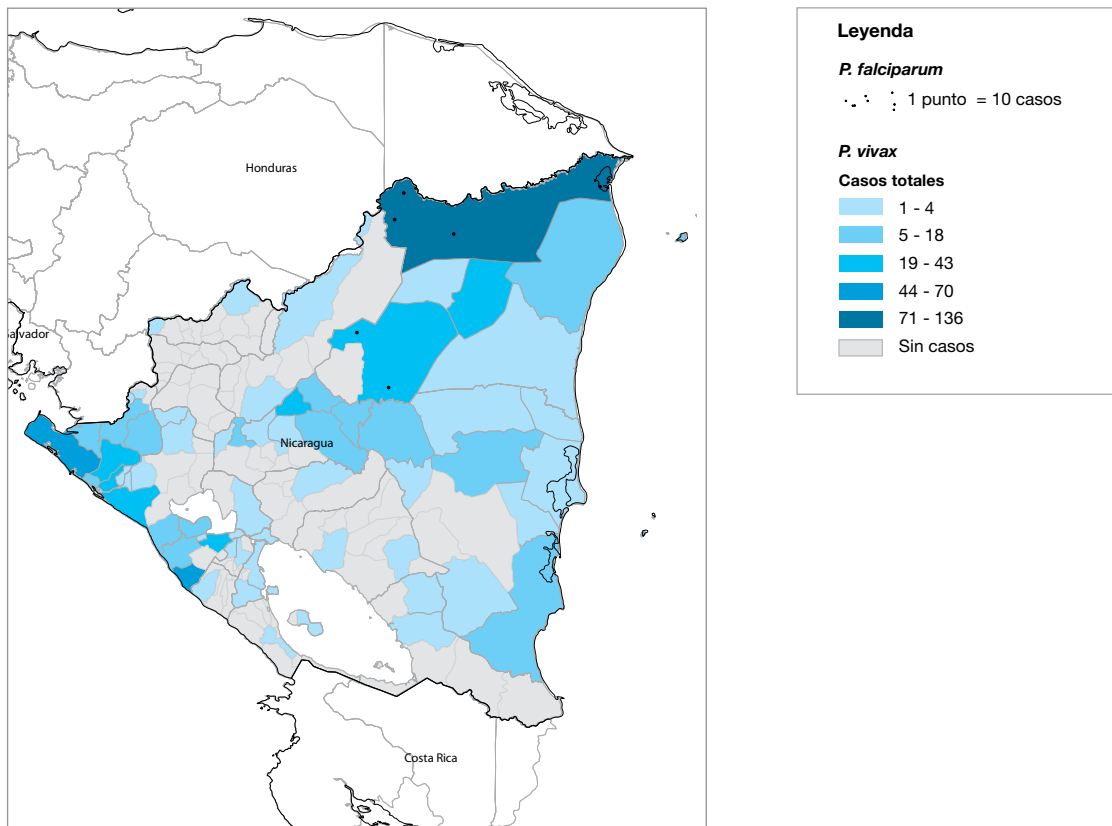 Honduras
Salvador
Nicaragua
Costa Rica
Leyenda
P. falciparum
1 punto = 10 casos
P. vivax
Casos totales
1 - 4
5 - 18
19 - 43
44 - 70
71 - 136
Sin casos